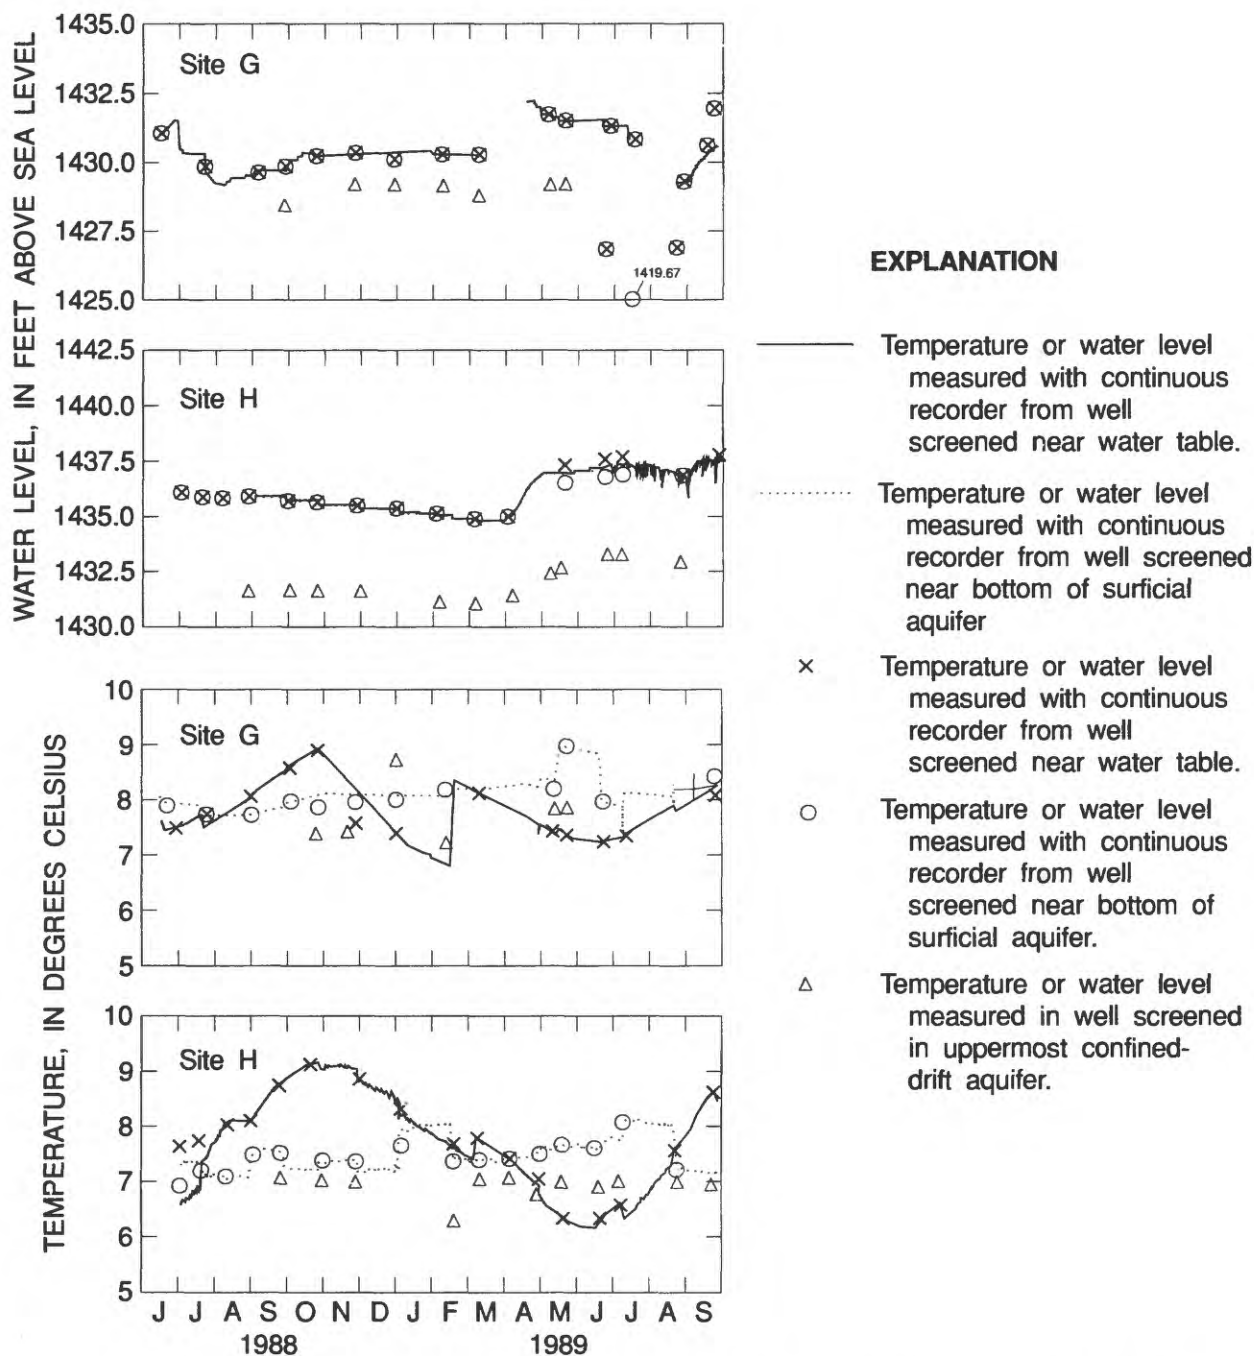 WATER LEVEL, IN FEET ABOVE SEA LEVEL
1435.0
1432.5
1430.0
1427.5
1425.0
Site G
1419.67
1442.5
1440.0
1437.5
1435.0
1432.5
1430.0
Site H
TEMPERATURE, IN DEGREES CELSIUS
10
9
8
7
6
5
Site G
10
9
8
7
6
5
Site H
J J A S O N D J F M A M J J A S
1988 1989
EXPLANATION
Temperature or water level
measured with continuous
recorder from well
screened near water table.
Temperature or water level
measured with continuous
recorder from well screened
near bottom of surficial
aquifer
Temperature or water level
measured with continuous
recorder from well
screened near water table.
Temperature or water level
measured with continuous
recorder from well
screened near bottom of
surficial aquifer.
Temperature or water level
measured in well screened
in uppermost confined-
drift aquifer.